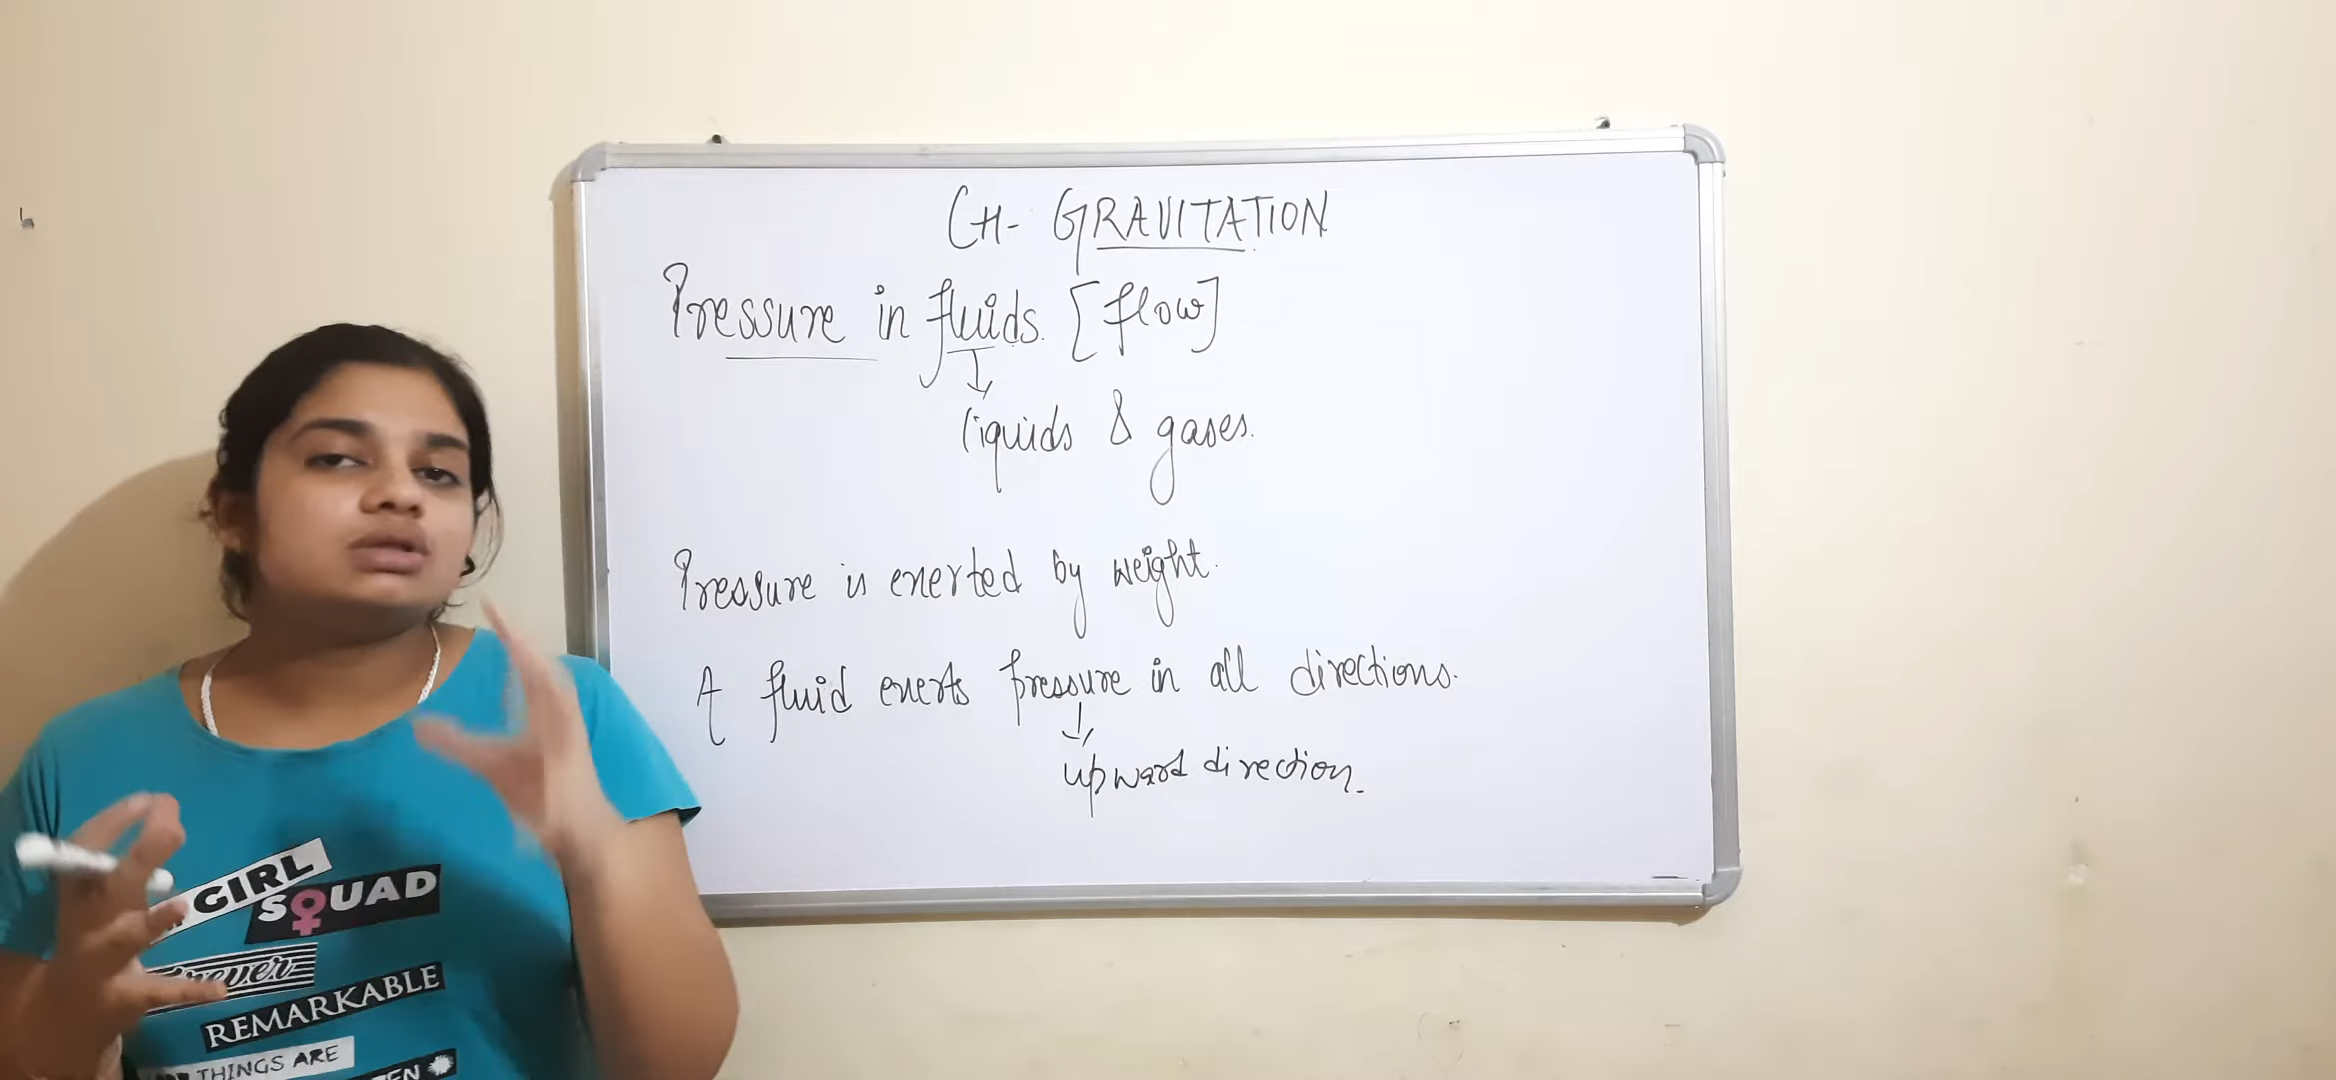 CH- GRAVITATION
Pressure in fluids. [flow]
liquids & gases.
Pressure is exerted by weight.
A fluid exerts pressure in all directions.
upward direction.
GIRL
SQUAD
REMARKABLE
THINGS ARE